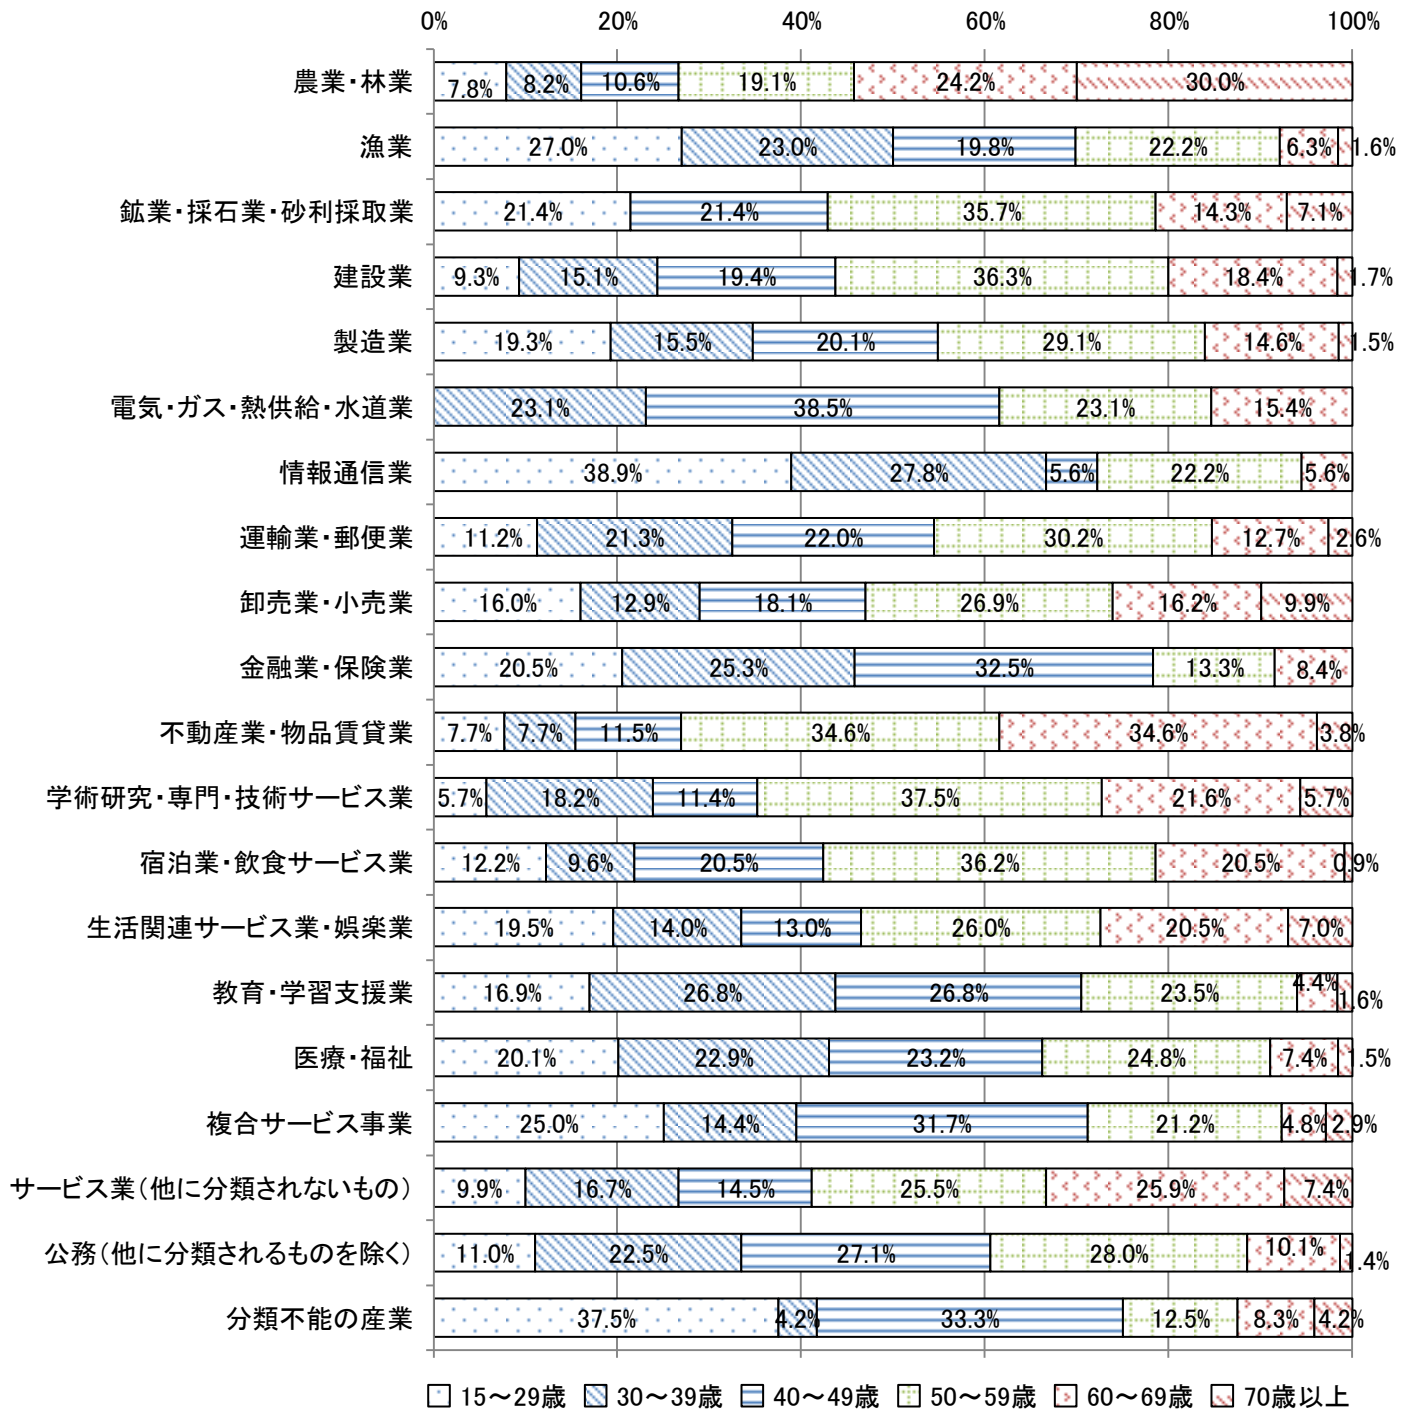 0% 20% 40% 60% 80% 100%
農業・林業 7.8% 8.2% 10.6% 19.1% 24.2% 30.0%
漁業 27.0% 23.0% 19.8% 22.2% 6.3% 1.6%
鉱業・採石業・砂利採取業 21.4% 21.4% 35.7% 14.3% 7.1%
建設業 9.3% 15.1% 19.4% 36.3% 18.4% 1.7%
製造業 19.3% 15.5% 20.1% 29.1% 14.6% 1.5%
電気・ガス・熱供給・水道業 23.1% 38.5% 23.1% 15.4%
情報通信業 38.9% 27.8% 5.6% 22.2% 5.6%
運輸業・郵便業 11.2% 21.3% 22.0% 30.2% 12.7% 2.6%
卸売業・小売業 16.0% 12.9% 18.1% 26.9% 16.2% 9.9%
金融業・保険業 20.5% 25.3% 32.5% 13.3% 8.4%
不動産業・物品賃貸業 7.7% 7.7% 11.5% 34.6% 34.6% 3.8%
学術研究・専門・技術サービス業 5.7% 18.2% 11.4% 37.5% 21.6% 5.7%
宿泊業・飲食サービス業 12.2% 9.6% 20.5% 36.2% 20.5% 0.9%
生活関連サービス業・娯楽業 19.5% 14.0% 13.0% 26.0% 20.5% 7.0%
教育・学習支援業 16.9% 26.8% 26.8% 23.5% 4.4% 1.6%
医療・福祉 20.1% 22.9% 23.2% 24.8% 7.4% 1.5%
複合サービス事業 25.0% 14.4% 31.7% 21.2% 4.8% 2.9%
サービス業（他に分類されないもの） 9.9% 16.7% 14.5% 25.5% 25.9% 7.4%
公務（他に分類されるものを除く） 11.0% 22.5% 27.1% 28.0% 10.1% 1.4%
分類不能の産業 37.5% 4.2% 33.3% 12.5% 8.3% 4.2%
15～29歳 30～39歳 40～49歳 50～59歳 60～69歳 70歳以上